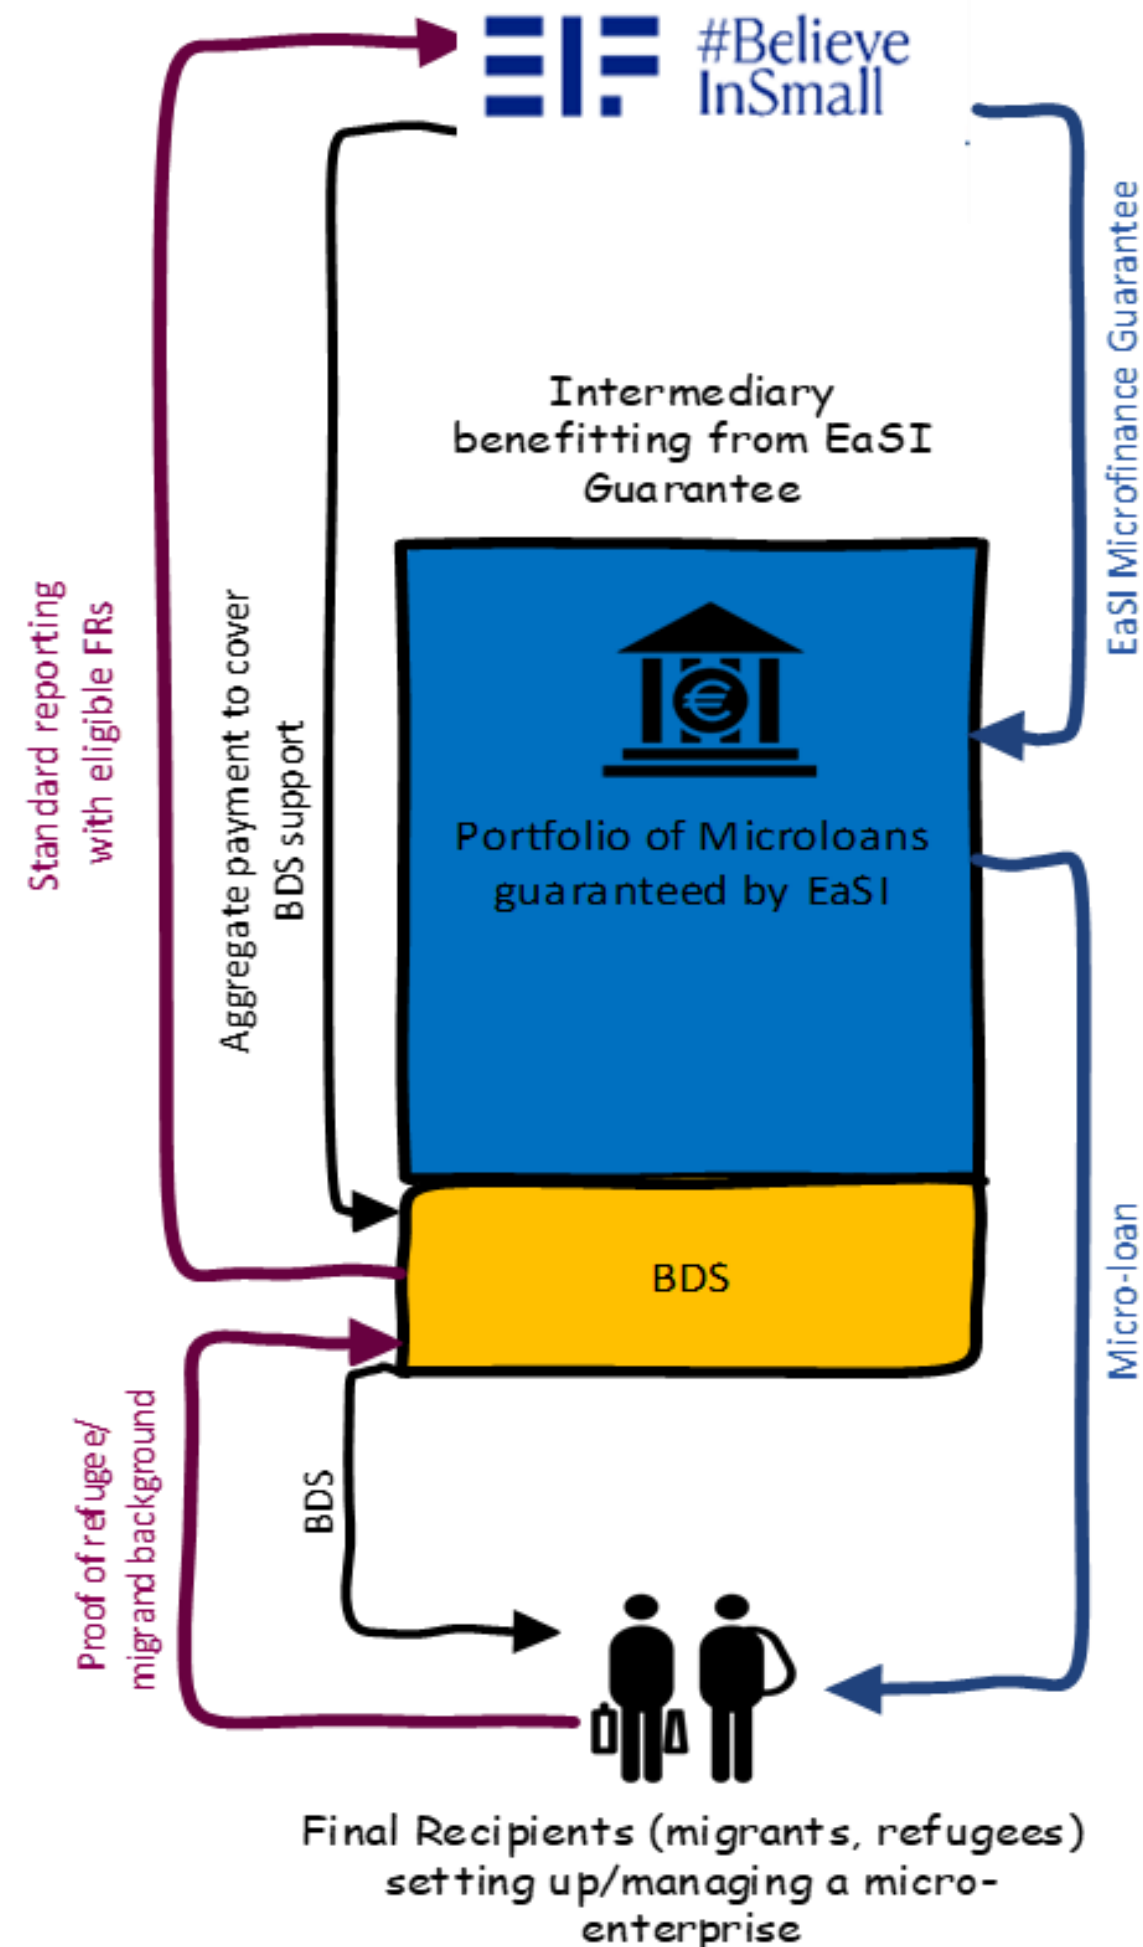 EIF
#Believe
InSmall
EaSI Microfinance Guarantee
Intermediary
benefitting from EaSI
Guarantee
Standard reporting
with eligible FRs
Aggregate payment to cover
BDS support
Portfolio of Microloans
guaranteed by EaSI
BDS
Micro-loan
Proof of refugee/
migrand background
BDS
Final Recipients (migrants, refugees)
setting up/managing a micro-
enterprise